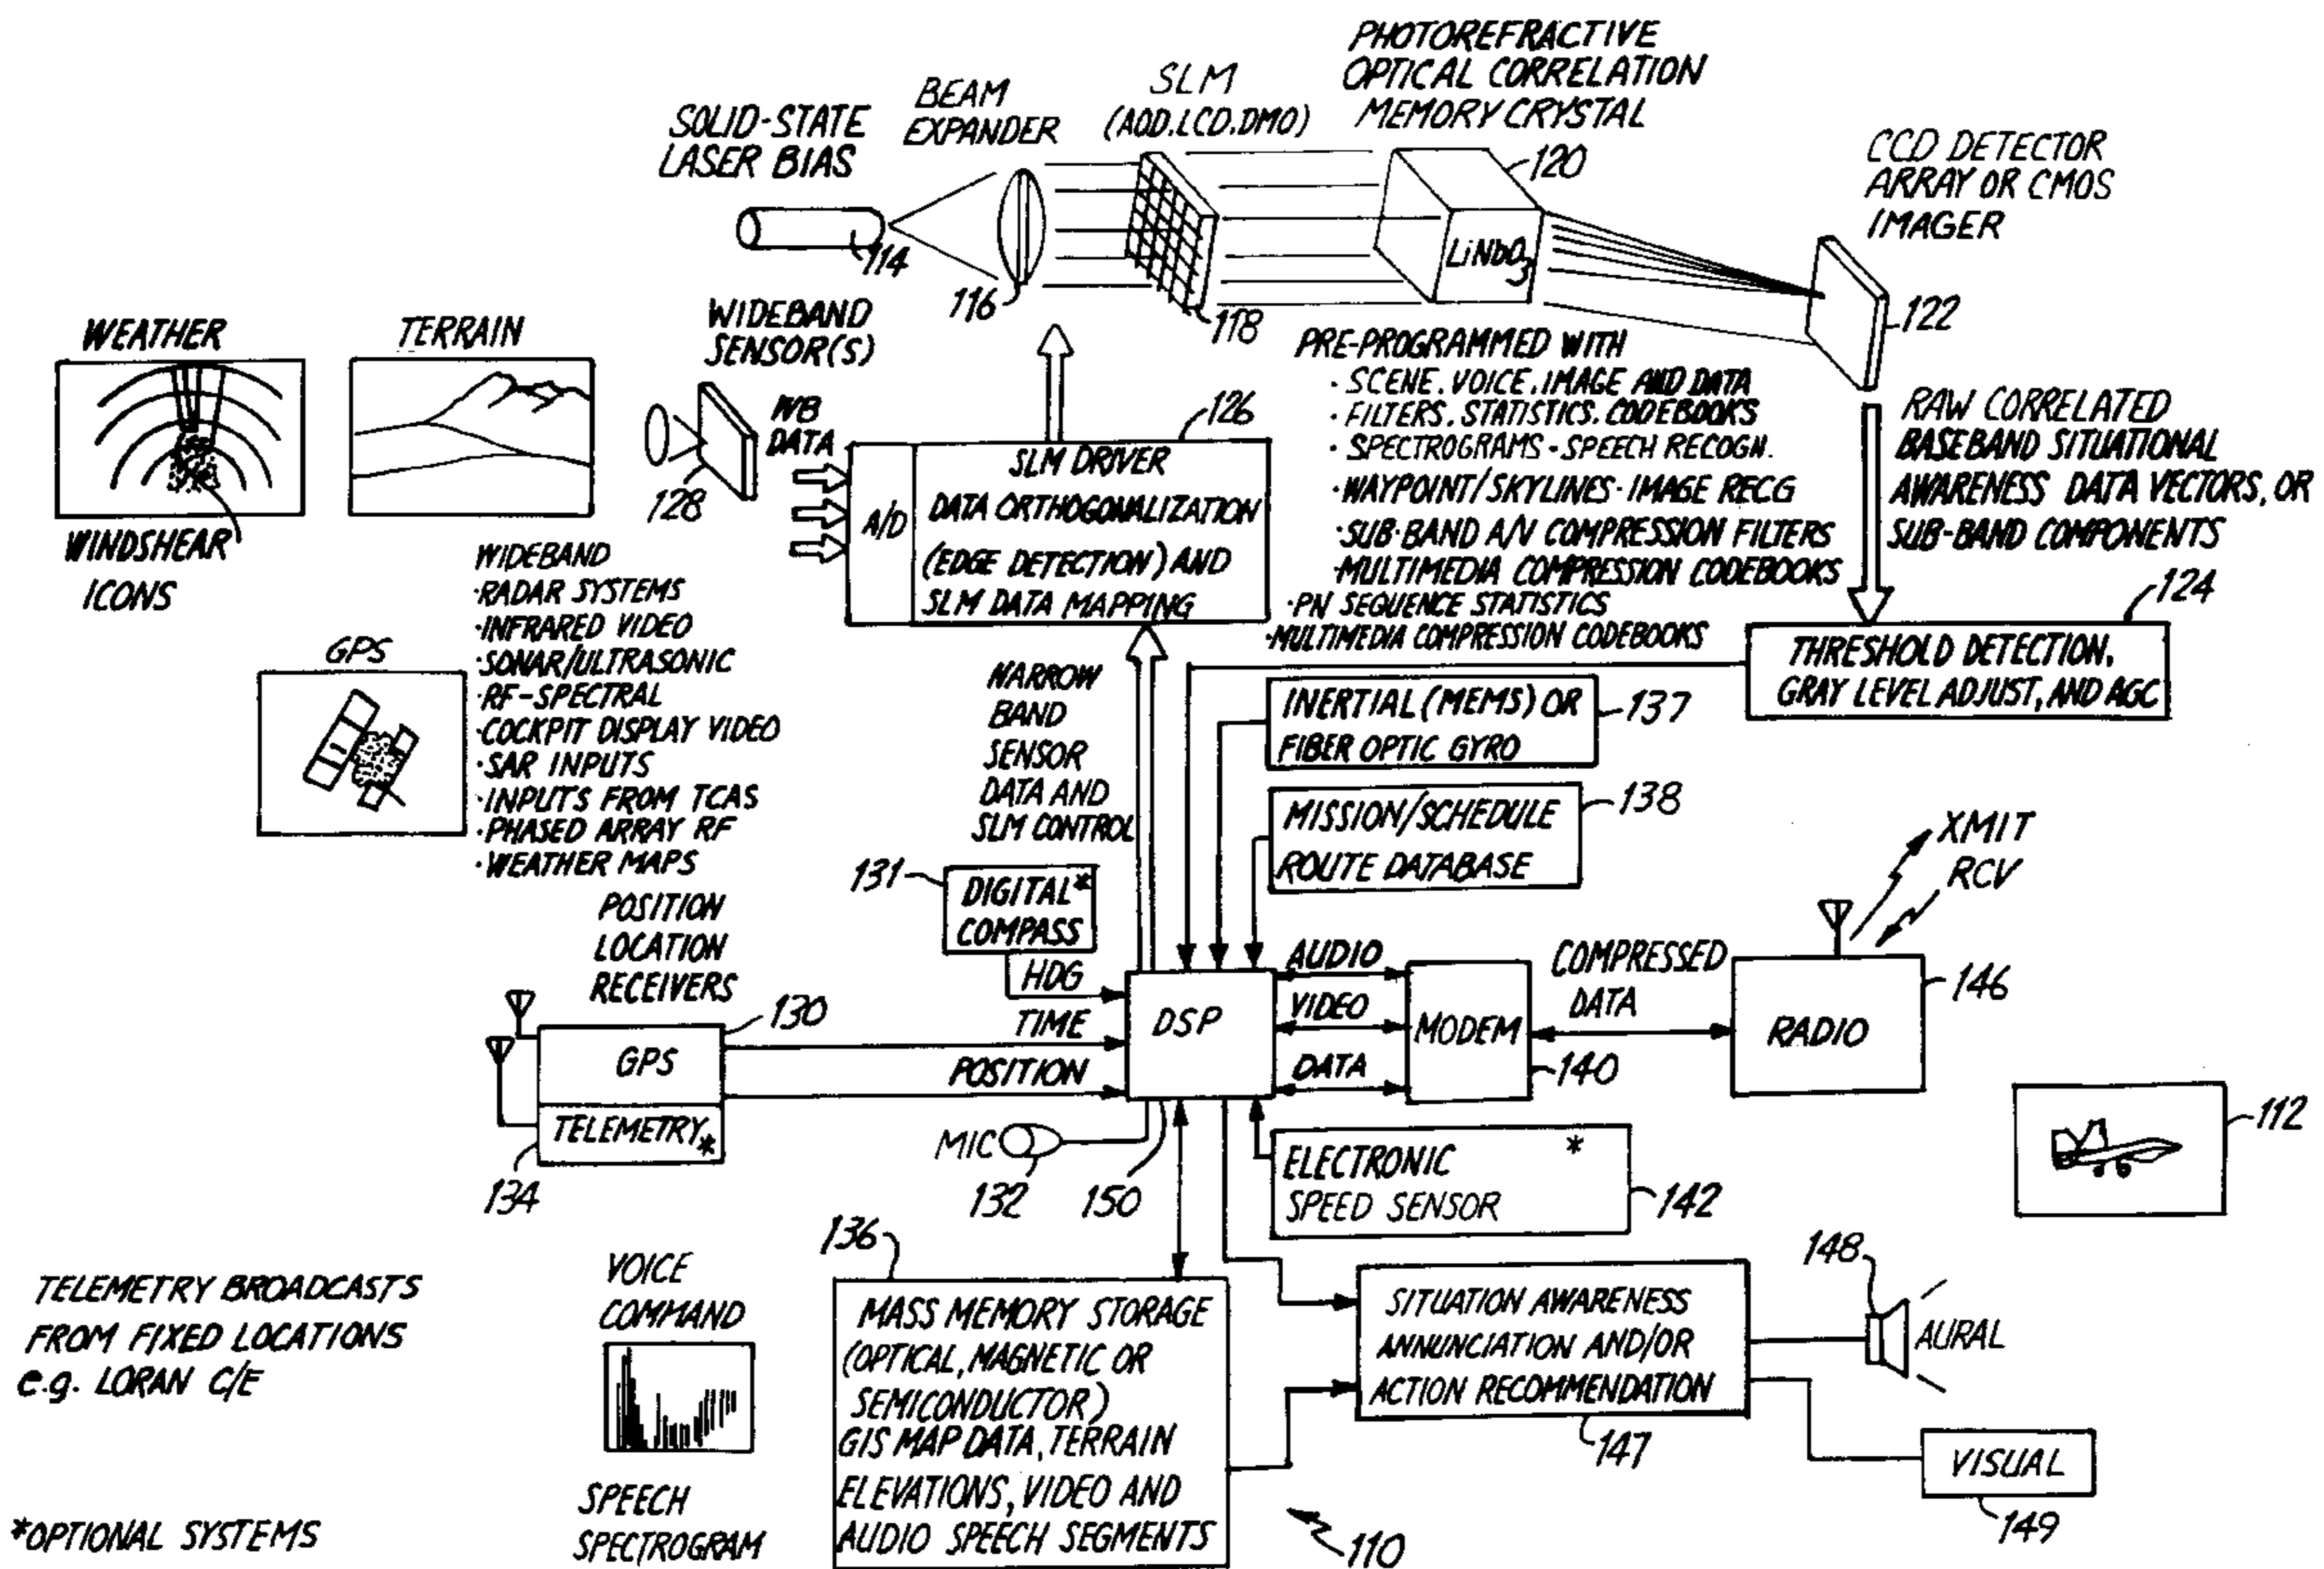 PHOTOREFRACTIVE
OPTICAL CORRELATION
MEMORY CRYSTAL
SLM
(AOD.LCD.DMO)
BEAM
EXPANDER
SOLID-STATE
LASER BIAS
114
116
118
120
LiNbO3
CCD DETECTOR
ARRAY OR CMOS
IMAGER
122
WEATHER
WINDSHEAR
ICONS
TERRAIN
WIDEBAND
SENSOR(S)
128
WB
DATA
126
A/D
SLM DRIVER
DATA ORTHOGONALIZATION
(EDGE DETECTION) AND
SLM DATA MAPPING
PRE-PROGRAMMED WITH
· SCENE. VOICE. IMAGE AND DATA
· FILTERS. STATISTICS. CODEBOOKS
· SPECTROGRAMS - SPEECH RECOGN.
· WAYPOINT/SKYLINES - IMAGE RECG
· SUB-BAND A/V COMPRESSION FILTERS
· MULTIMEDIA COMPRESSION CODEBOOKS
· PN SEQUENCE STATISTICS
· MULTIMEDIA COMPRESSION CODEBOOKS
RAW CORRELATED
BASEBAND SITUATIONAL
AWARENESS DATA VECTORS, OR
SUB-BAND COMPONENTS
124
THRESHOLD DETECTION,
GRAY LEVEL ADJUST, AND AGC
WIDEBAND
· RADAR SYSTEMS
· INFRARED VIDEO
· SONAR/ULTRASONIC
· RF-SPECTRAL
· COCKPIT DISPLAY VIDEO
· SAR INPUTS
· INPUTS FROM TCAS
· PHASED ARRAY RF
· WEATHER MAPS
GPS
NARROW
BAND
SENSOR
DATA AND
SLM CONTROL
INERTIAL (MEMS) OR
FIBER OPTIC GYRO
137
MISSION/SCHEDULE
ROUTE DATABASE
138
131
DIGITAL*
COMPASS
HDG
POSITION
LOCATION
RECEIVERS
130
GPS
TELEMETRY*
134
TIME
POSITION
DSP
AUDIO
VIDEO
DATA
MODEM
140
COMPRESSED
DATA
XMIT
RCV
RADIO
146
112
MIC
132
150
ELECTRONIC *
SPEED SENSOR
142
136
MASS MEMORY STORAGE
(OPTICAL, MAGNETIC OR
SEMICONDUCTOR)
GIS MAP DATA, TERRAIN
ELEVATIONS, VIDEO AND
AUDIO SPEECH SEGMENTS
SITUATION AWARENESS
ANNUNCIATION AND/OR
ACTION RECOMMENDATION
147
148
AURAL
VISUAL
149
110
TELEMETRY BROADCASTS
FROM FIXED LOCATIONS
e.g. LORAN C/E
VOICE
COMMAND
SPEECH
SPECTROGRAM
*OPTIONAL SYSTEMS